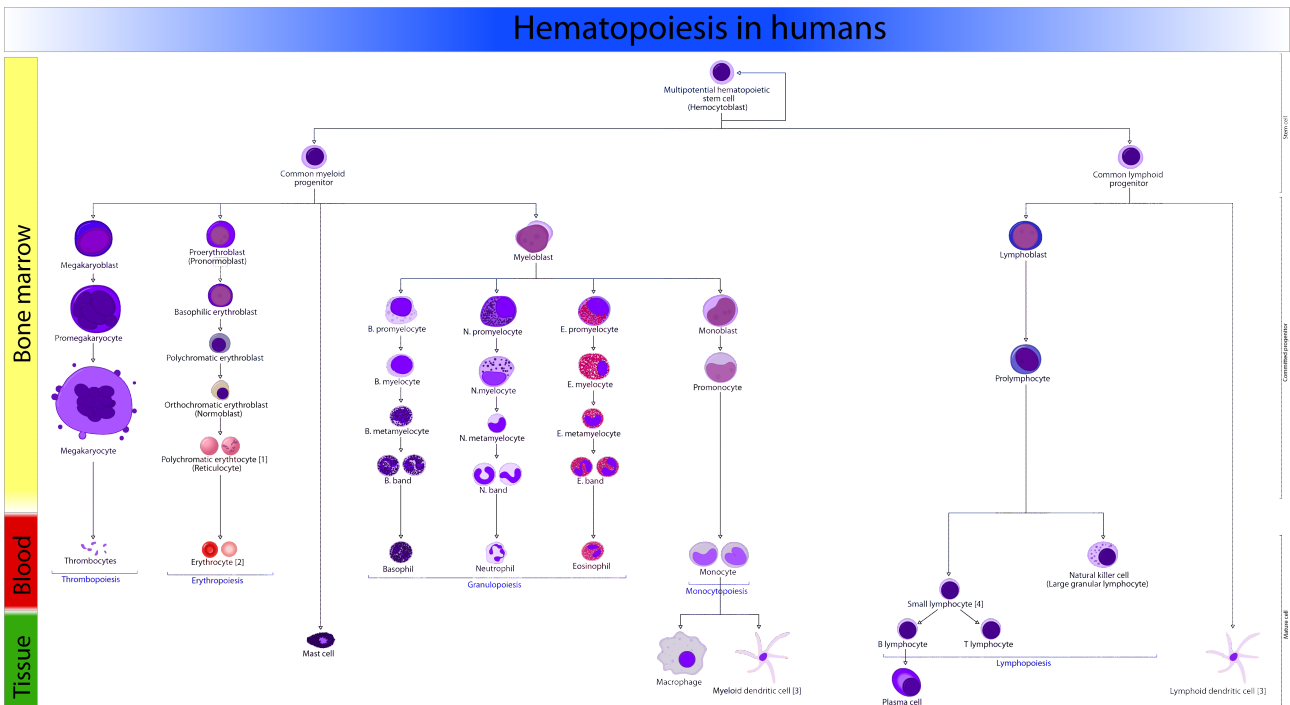 Hematopoiesis in humans
Bone marrow
Blood
Tissue
Stem cell
Committed progenitor
Mature cell
Multipotential hematopoietic
stem cell
(Hemocytoblast)
Common myeloid
progenitor
Common lymphoid
progenitor
Megakaryoblast
Promegakaryocyte
Megakaryocyte
Thrombocytes
Thrombopoiesis
Proerythroblast
(Pronormoblast)
Basophilic erythroblast
Polychromatic erythroblast
Orthochromatic erythroblast
(Normoblast)
Polychromatic erythtocyte [1]
(Reticulocyte)
Erythrocyte [2]
Erythropoiesis
Mast cell
Myeloblast
B. promyelocyte
B. myelocyte
B. metamyelocyte
B. band
Basophil
N. promyelocyte
N.myelocyte
N. metamyelocyte
N. band
Neutrophil
E. promyelocyte
E. myelocyte
E. metamyelocyte
E. band
Eosinophil
Granulopoiesis
Monoblast
Promonocyte
Monocyte
Monocytopoiesis
Macrophage
Myeloid dendritic cell [3]
Lymphoblast
Prolymphocyte
Natural killer cell
(Large granular lymphocyte)
Small lymphocyte [4]
B lymphocyte
T lymphocyte
Lymphopoiesis
Plasma cell
Lymphoid dendritic cell [3]